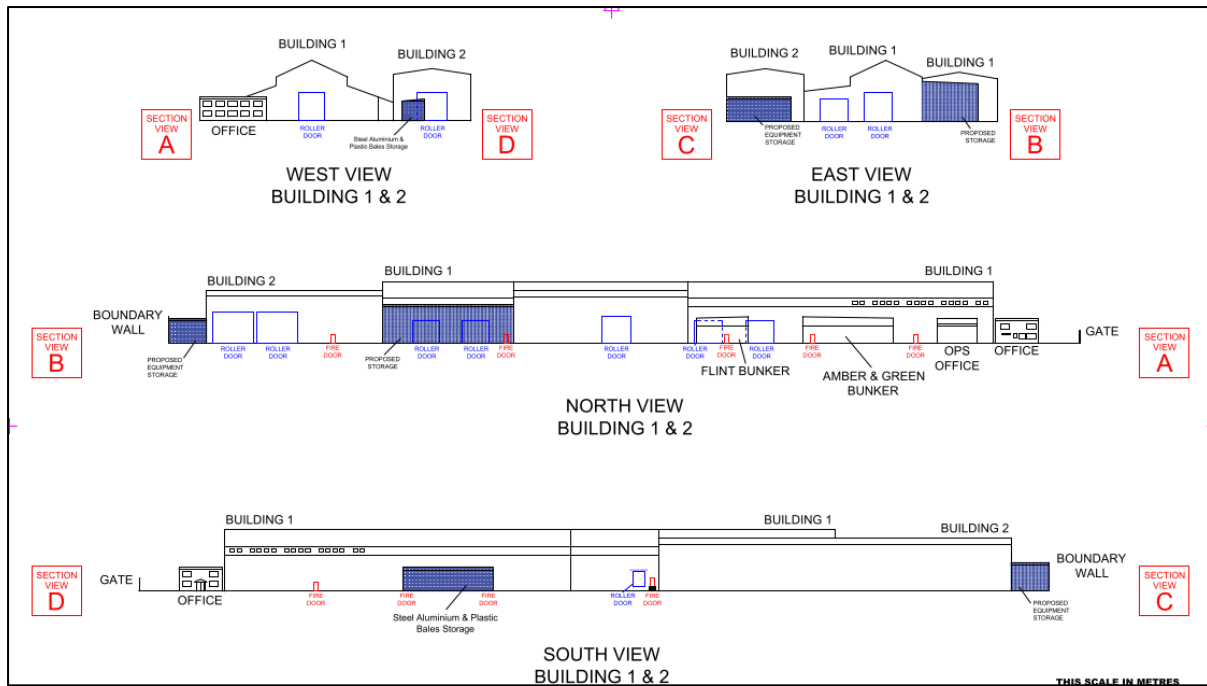 BUILDING 1
BUILDING 2
SECTION
VIEW
A
OFFICE
ROLLER
DOOR
Steel Aluminium &
Plastic Bales Storage
ROLLER
DOOR
SECTION
VIEW
D
WEST VIEW
BUILDING 1 & 2
BUILDING 2
BUILDING 1
BUILDING 1
SECTION
VIEW
C
PROPOSED
EQUIPMENT
STORAGE
ROLLER
DOOR
ROLLER
DOOR
PROPOSED
STORAGE
SECTION
VIEW
B
EAST VIEW
BUILDING 1 & 2
BUILDING 2
BUILDING 1
BUILDING 1
BOUNDARY
WALL
SECTION
VIEW
B
PROPOSED
EQUIPMENT
STORAGE
ROLLER
DOOR
ROLLER
DOOR
FIRE
DOOR
PROPOSED
STORAGE
ROLLER
DOOR
ROLLER
DOOR
FIRE
DOOR
ROLLER
DOOR
ROLLER
DOOR
FIRE
DOOR
ROLLER
DOOR
FLINT BUNKER
FIRE
DOOR
AMBER & GREEN
BUNKER
FIRE
DOOR
OPS
OFFICE
OFFICE
GATE
SECTION
VIEW
A
NORTH VIEW
BUILDING 1 & 2
BUILDING 1
BUILDING 1
BUILDING 2
SECTION
VIEW
D
GATE
OFFICE
FIRE
DOOR
FIRE
DOOR
FIRE
DOOR
Steel Aluminium & Plastic
Bales Storage
ROLLER
DOOR
FIRE
DOOR
BOUNDARY
WALL
PROPOSED
EQUIPMENT
STORAGE
SECTION
VIEW
C
SOUTH VIEW
BUILDING 1 & 2
THIS SCALE IN METRES